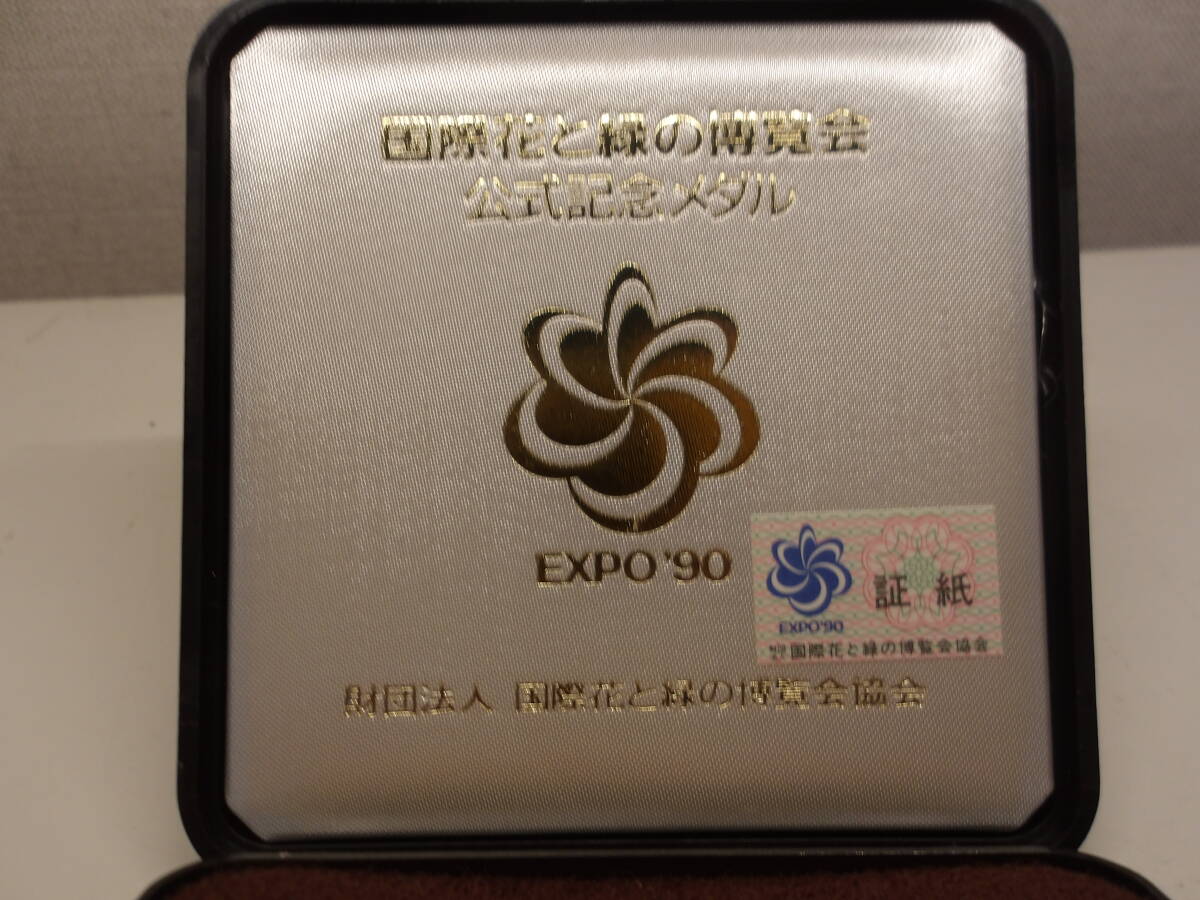 国際花と緑の博覧会
公式記念メダル
EXPO '90
証紙
EXPO'90
国際花と緑の博覧会協会
財団法人 国際花と緑の博覧会協会